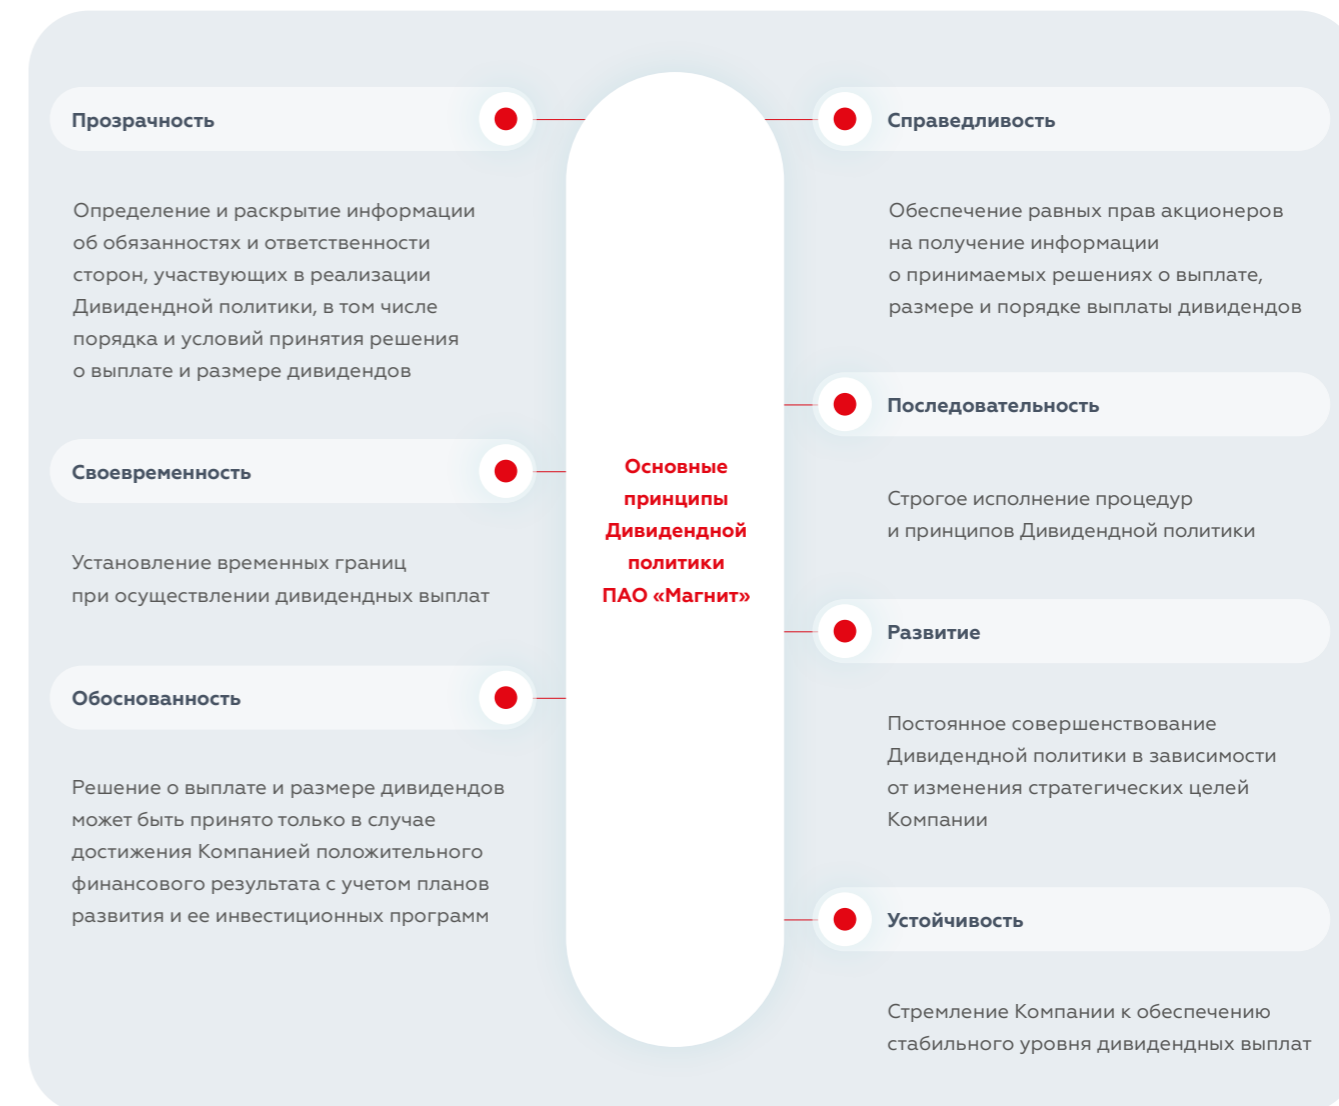 Прозрачность
Определение и раскрытие информации
об обязанностях и ответственности
сторон, участвующих в реализации
Дивидендной политики, в том числе
порядка и условий принятия решения
о выплате и размере дивидендов
Своевременность
Установление временных границ
при осуществлении дивидендных выплат
Обоснованность
Решение о выплате и размере дивидендов
может быть принято только в случае
достижения Компанией положительного
финансового результата с учетом планов
развития и ее инвестиционных программ
Основные
принципы
Дивидендной
политики
ПАО «Магнит»
Справедливость
Обеспечение равных прав акционеров
на получение информации
о принимаемых решениях о выплате,
размере и порядке выплаты дивидендов
Последовательность
Строгое исполнение процедур
и принципов Дивидендной политики
Развитие
Постоянное совершенствование
Дивидендной политики в зависимости
от изменения стратегических целей
Компании
Устойчивость
Стремление Компании к обеспечению
стабильного уровня дивидендных выплат